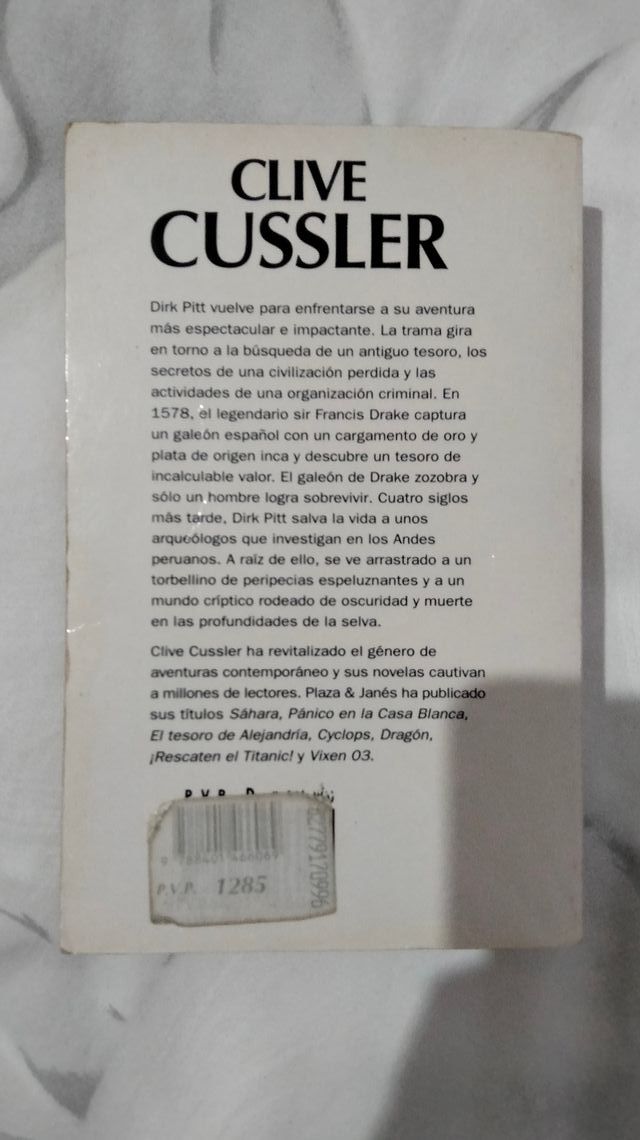 CLIVE
CUSSLER
Dirk Pitt vuelve para enfrentarse a su aventura
más espectacular e impactante. La trama gira
en torno a la búsqueda de un antiguo tesoro, los
secretos de una civilización perdida y las
actividades de una organización criminal. En
1578, el legendario sir Francis Drake captura
un galeón español con un cargamento de oro y
plata de origen inca y descubre un tesoro de
incalculable valor. El galeón de Drake zozobra y
sólo un hombre logra sobrevivir. Cuatro siglos
más tarde, Dirk Pitt salva la vida a unos
arqueólogos que investigan en los Andes
peruanos. A raíz de ello, se ve arrastrado a un
torbellino de peripecias espeluznantes y a un
mundo críptico rodeado de oscuridad y muerte
en las profundidades de la selva.
Clive Cussler ha revitalizado el género de
aventuras contemporáneo y sus novelas cautivan
a millones de lectores. Plaza & Janés ha publicado
sus títulos Sáhara, Pánico en la Casa Blanca,
El tesoro de Alejandría, Cyclops, Dragón,
¡Rescaten el Titanic! y Vixen 03.
P.V.P. 1285